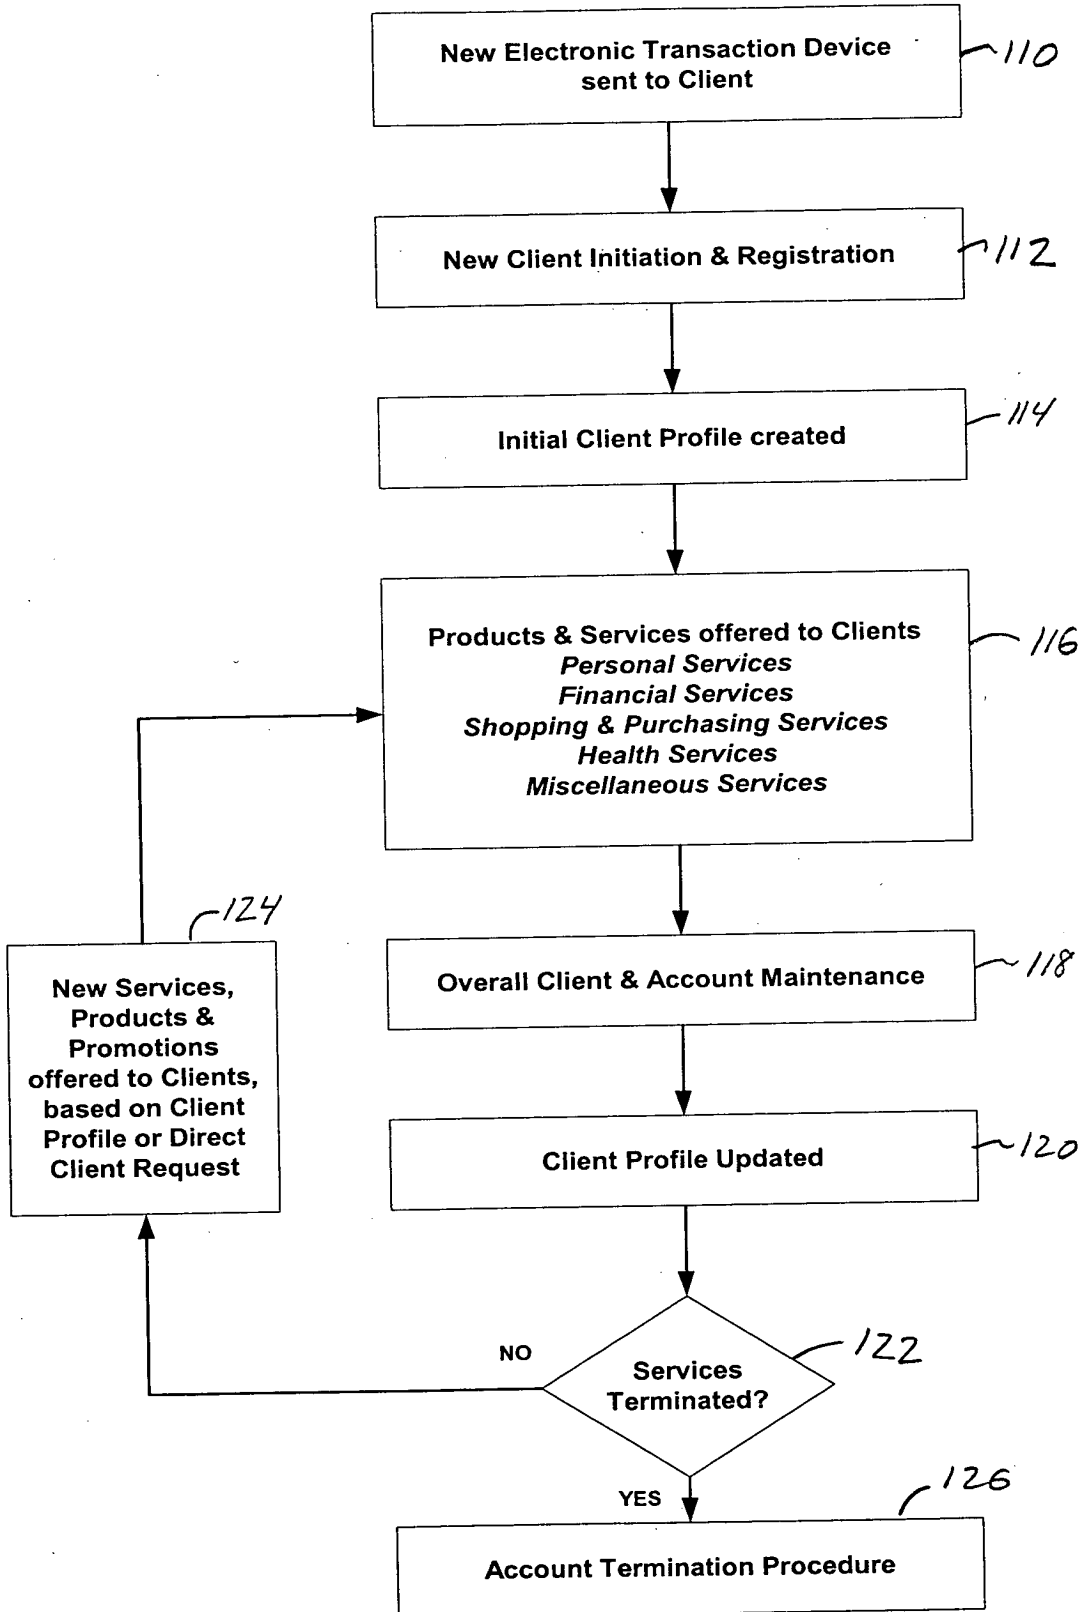 New Electronic Transaction Device
sent to Client
110
New Client Initiation & Registration
112
Initial Client Profile created
114
Products & Services offered to Clients
Personal Services
Financial Services
Shopping & Purchasing Services
Health Services
Miscellaneous Services
116
124
New Services,
Products &
Promotions
offered to Clients,
based on Client
Profile or Direct
Client Request
Overall Client & Account Maintenance
118
Client Profile Updated
120
NO
Services
Terminated?
122
YES
126
Account Termination Procedure